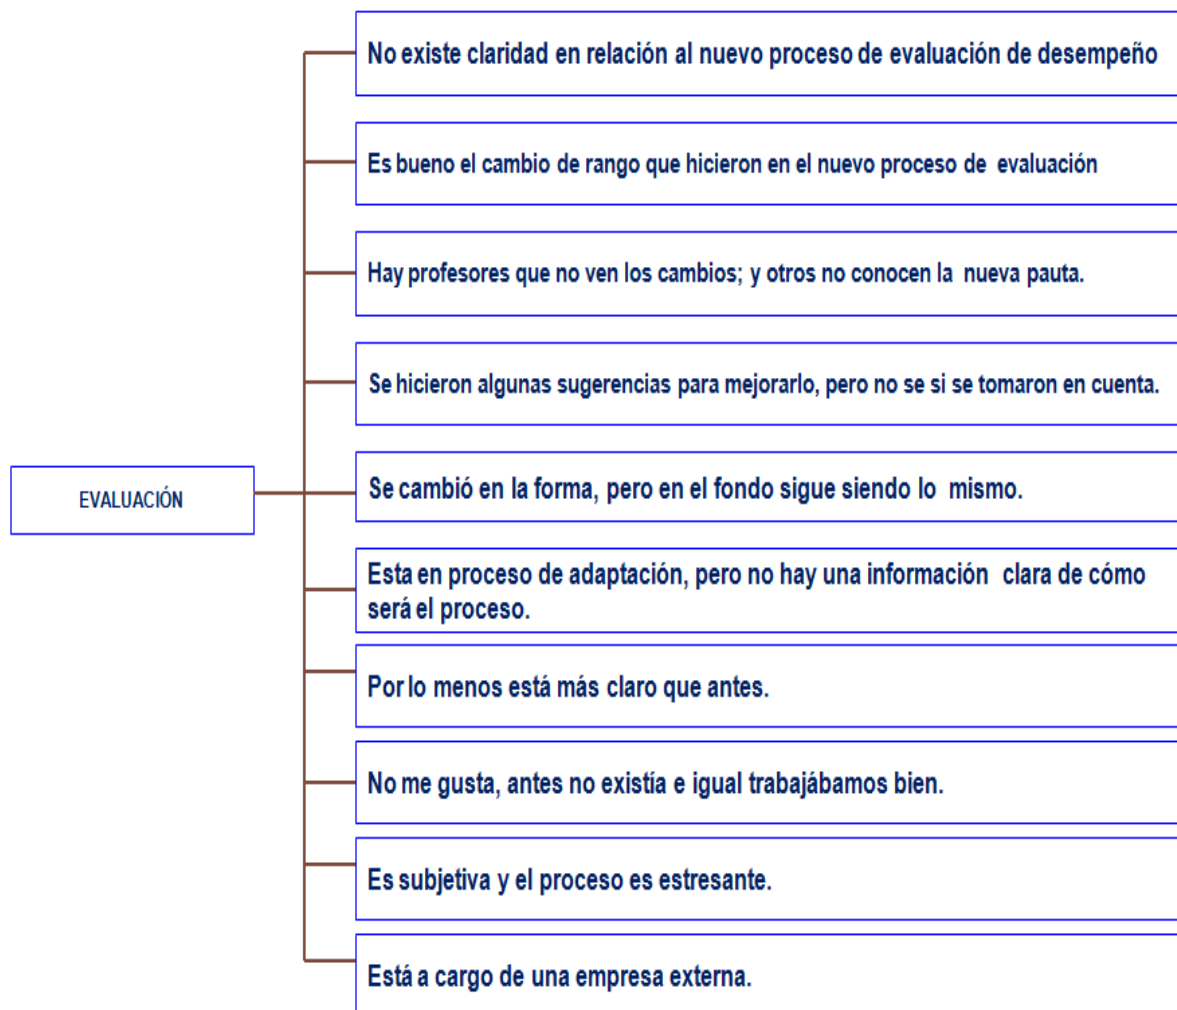 No existe claridad en relación al nuevo proceso de evaluación de desempeño
Es bueno el cambio de rango que hicieron en el nuevo proceso de evaluación
Hay profesores que no ven los cambios; y otros no conocen la nueva pauta.
Se hicieron algunas sugerencias para mejorarlo, pero no se si se tomaron en cuenta.
EVALUACIÓN
Se cambió en la forma, pero en el fondo sigue siendo lo mismo.
Esta en proceso de adaptación, pero no hay una información clara de cómo
será el proceso.
Por lo menos está más claro que antes.
No me gusta, antes no existía e igual trabajábamos bien.
Es subjetiva y el proceso es estresante.
Está a cargo de una empresa externa.